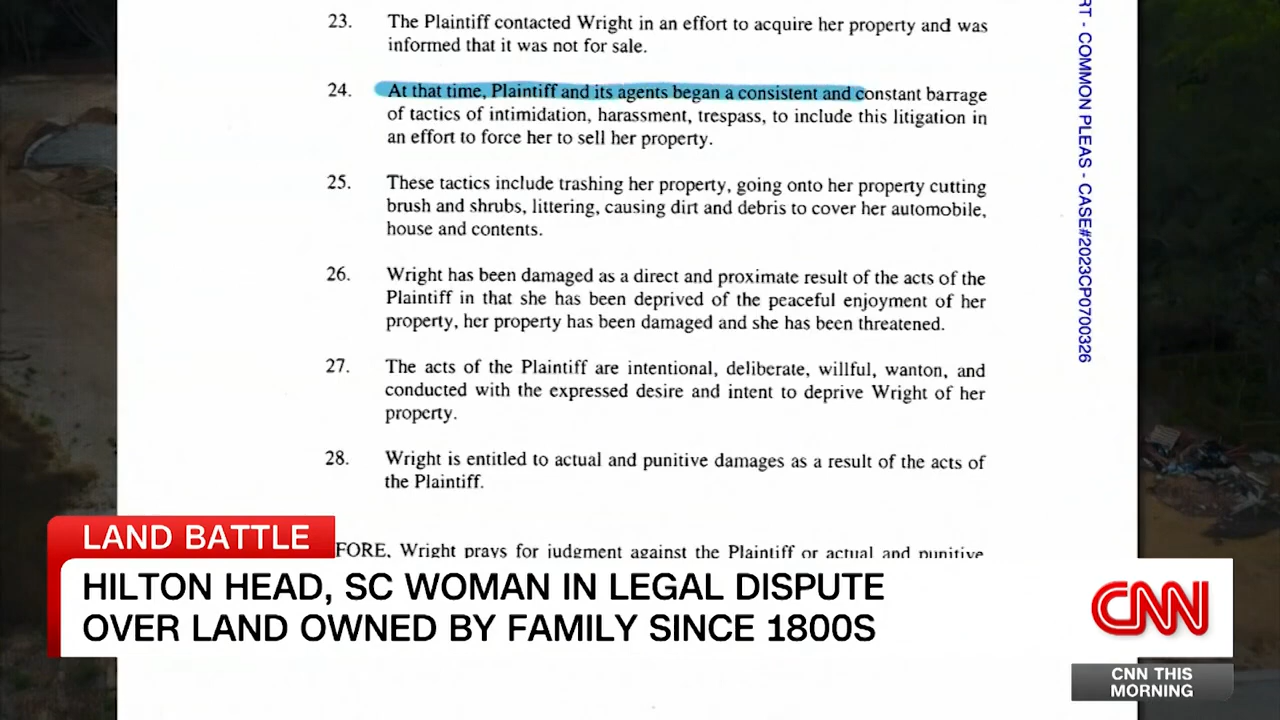 23. The Plaintiff contacted Wright in an effort to acquire her property and was
informed that it was not for sale.
24. At that time, Plaintiff and its agents began a consistent and constant barrage
of tactics of intimidation, harassment, trespass, to include this litigation in
an effort to force her to sell her property.
25. These tactics include trashing her property, going onto her property cutting
brush and shrubs, littering, causing dirt and debris to cover her automobile,
house and contents.
26. Wright has been damaged as a direct and proximate result of the acts of the
Plaintiff in that she has been deprived of the peaceful enjoyment of her
property, her property has been damaged and she has been threatened.
27. The acts of the Plaintiff are intentional, deliberate, willful, wanton, and
conducted with the expressed desire and intent to deprive Wright of her
property.
28. Wright is entitled to actual and punitive damages as a result of the acts of
the Plaintiff.
FORE, Wright prays for judgment against the Plaintiff or actual and punitive
RT - COMMON PLEAS - CASE#2023CP0700326
LAND BATTLE
HILTON HEAD, SC WOMAN IN LEGAL DISPUTE
OVER LAND OWNED BY FAMILY SINCE 1800S
CNN
CNN THIS
MORNING